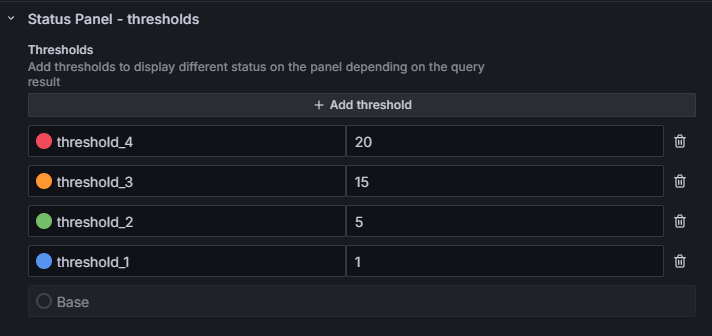 Status Panel - thresholds
Thresholds
Add thresholds to display different status on the panel depending on the query
result
+ Add threshold
threshold_4 20
threshold_3 15
threshold_2 5
threshold_1 1
Base